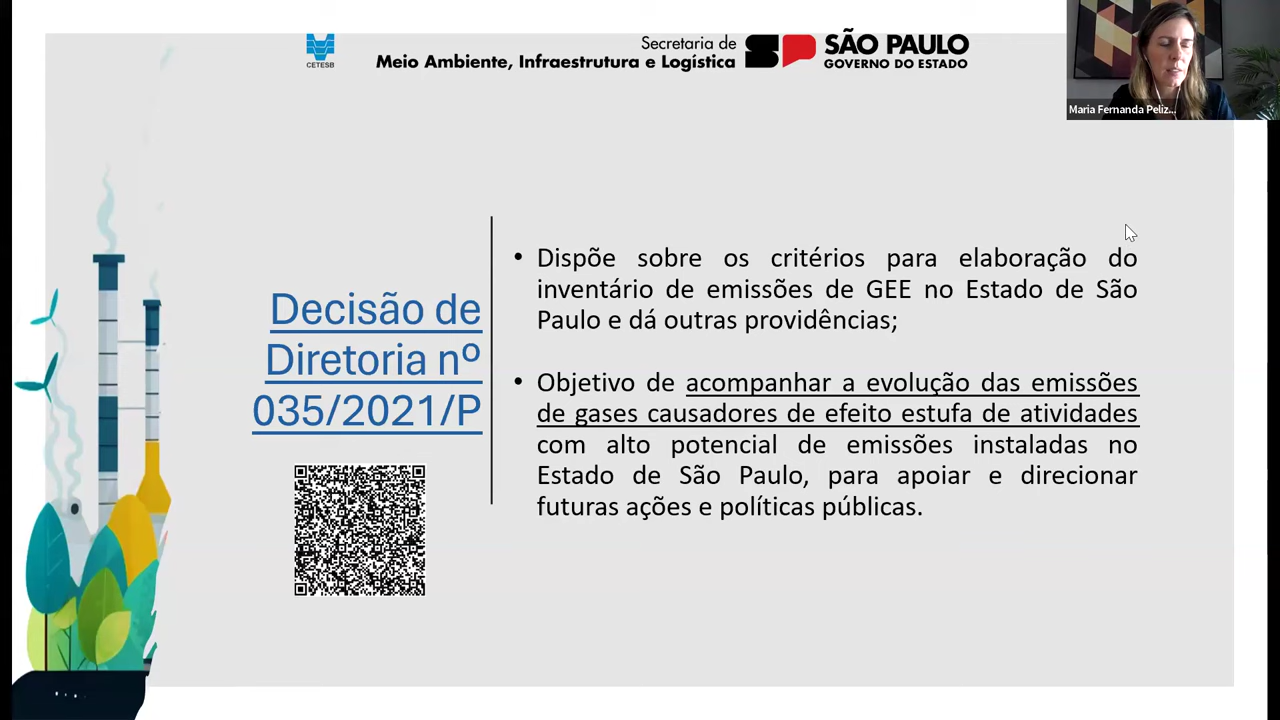 CETESB
Secretaria de
Meio Ambiente, Infraestrutura e Logística
SÃO PAULO
GOVERNO DO ESTADO
Maria Fernanda Peliz...
Decisão de
Diretoria nº
035/2021/P
• Dispõe sobre os critérios para elaboração do
inventário de emissões de GEE no Estado de São
Paulo e dá outras providências;
• Objetivo de acompanhar a evolução das emissões
de gases causadores de efeito estufa de atividades
com alto potencial de emissões instaladas no
Estado de São Paulo, para apoiar e direcionar
futuras ações e políticas públicas.